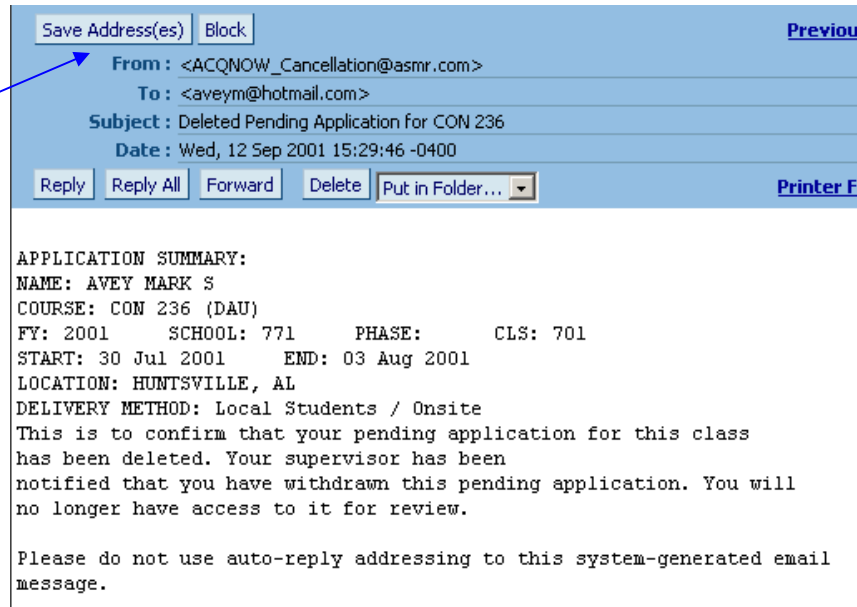 Save Address(es) Block
From : <ACQNOW_Cancellation@asmr.com>
To : <aveym@hotmail.com>
Subject : Deleted Pending Application for CON 236
Date : Wed, 12 Sep 2001 15:29:46 -0400
Reply Reply All Forward Delete Put in Folder...
APPLICATION SUMMARY:
NAME: AVEY MARK S
COURSE: CON 236 (DAU)
FY: 2001 SCHOOL: 771 PHASE: CLS: 701
START: 30 Jul 2001 END: 03 Aug 2001
LOCATION: HUNTSVILLE, AL
DELIVERY METHOD: Local Students / Onsite
This is to confirm that your pending application for this class
has been deleted. Your supervisor has been
notified that you have withdrawn this pending application. You will
no longer have access to it for review.
Please do not use auto-reply addressing to this system-generated email
message.